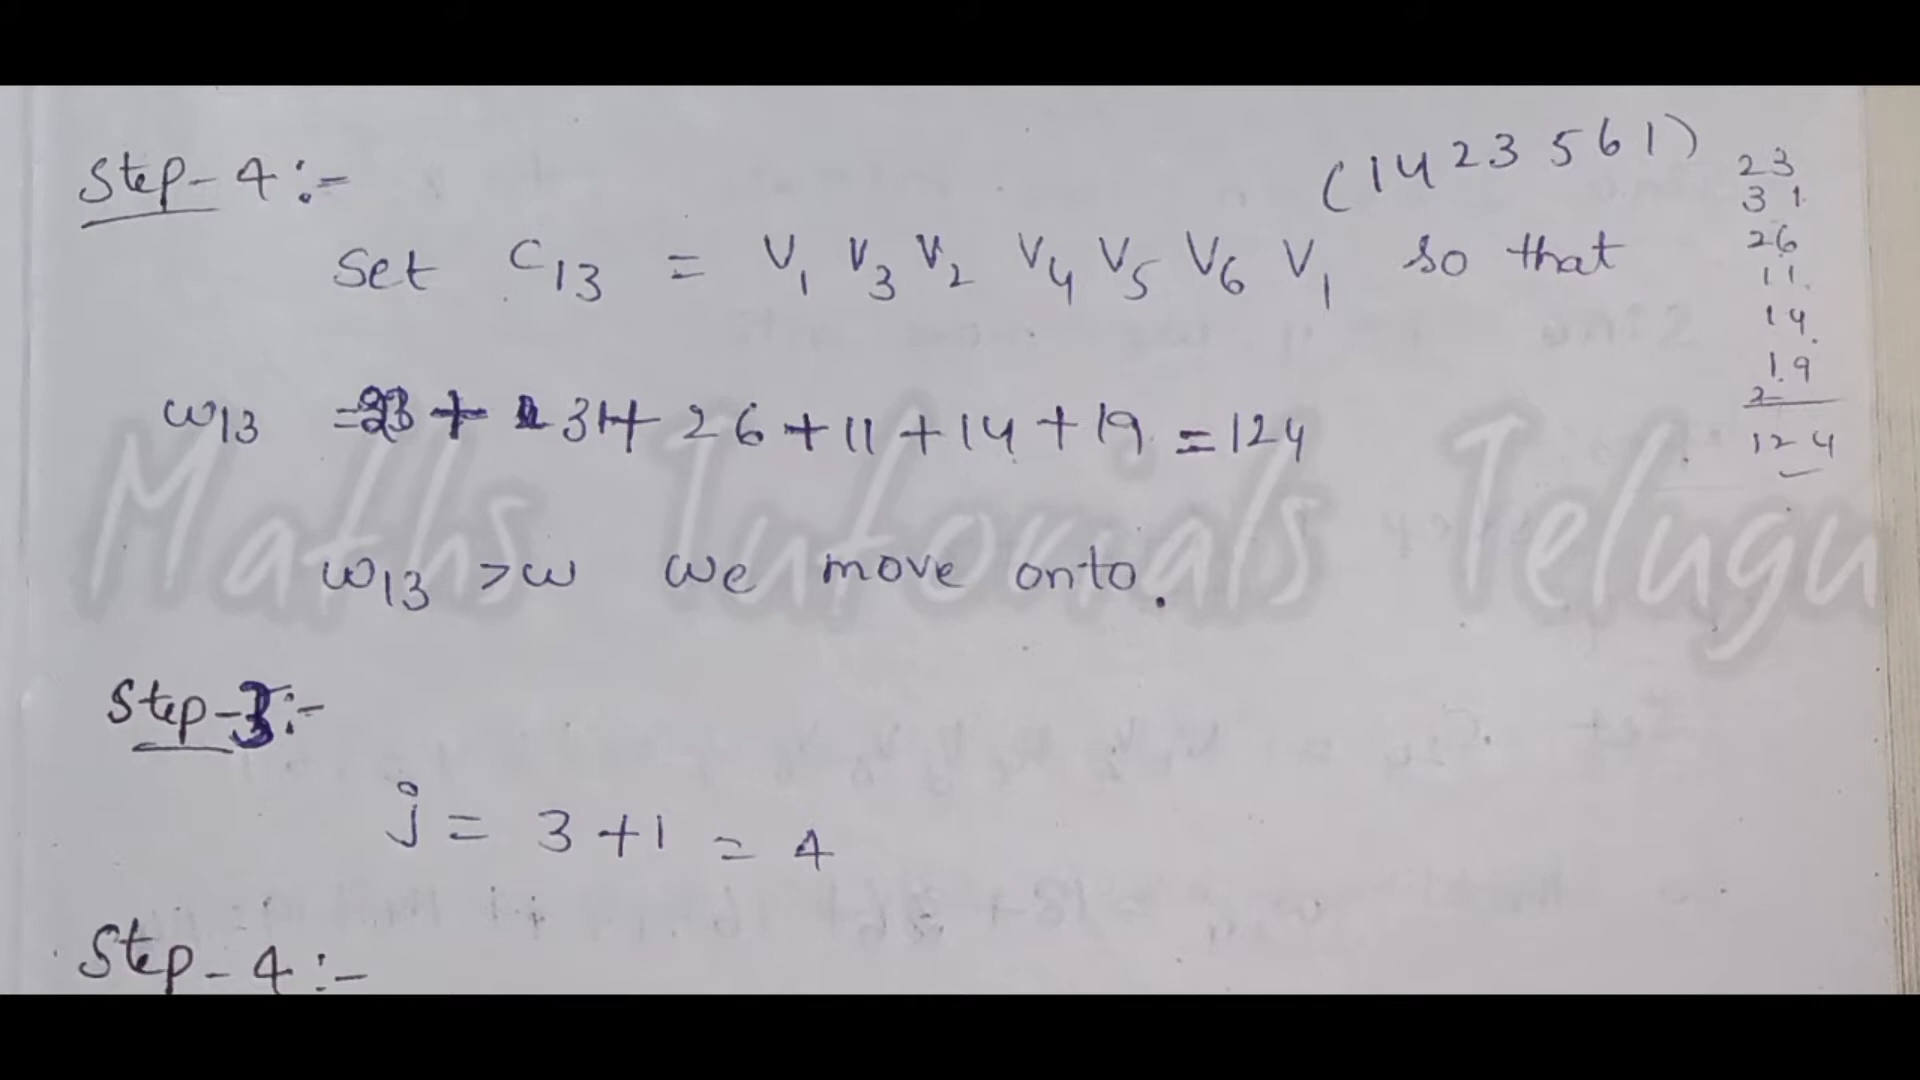 Step-4:-
(1423561)
Set C13 = V1 V3 V2 V4 V5 V6 V1 so that
23
31
26
11
14
19
2
124
w13 =23 + 31+ 26+11+14+19 =124
w13 >w we move onto.
Maths Tutorials Telugu
Step-3:-
j = 3+1 = 4
Step-4:-